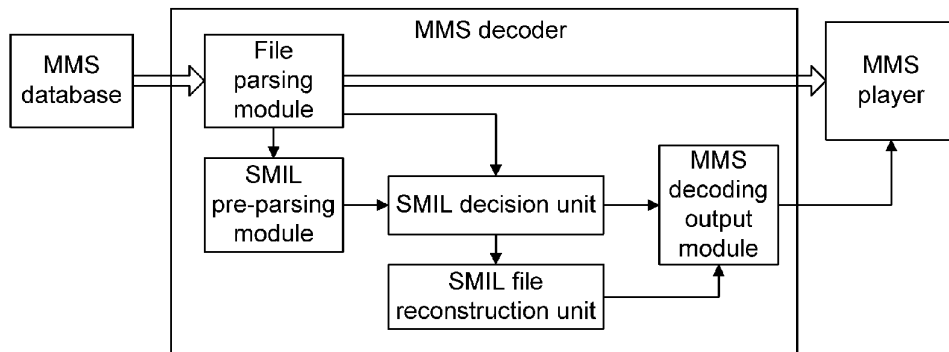 MMS decoder
MMS
database
File
parsing
module
MMS
player
SMIL
pre-parsing
module
SMIL decision unit
MMS
decoding
output
module
SMIL file
reconstruction unit